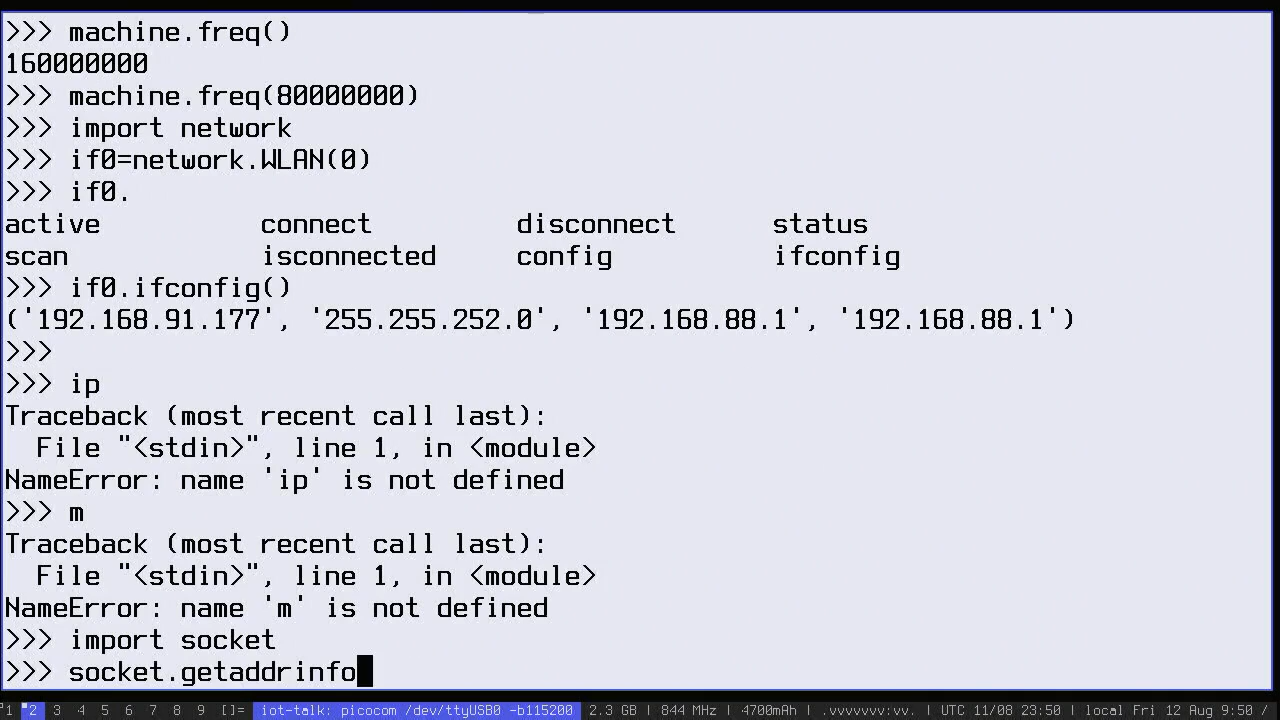 >>> machine.freq()
160000000
>>> machine.freq(80000000)
>>> import network
>>> if0=network.WLAN(0)
>>> if0.
active          connect         disconnect      status
scan            isconnected     config          ifconfig
>>> if0.ifconfig()
('192.168.91.177', '255.255.252.0', '192.168.88.1', '192.168.88.1')
>>>
>>> ip
Traceback (most recent call last):
  File "<stdin>", line 1, in <module>
NameError: name 'ip' is not defined
>>> m
Traceback (most recent call last):
  File "<stdin>", line 1, in <module>
NameError: name 'm' is not defined
>>> import socket
>>> socket.getaddrinfo
1 2 3 4 5 6 7 8 9 []= iot-talk: picocom /dev/ttyUSB0 -b115200 2.3 GB | 844 MHz | 4700mAh | .vvvvvvv:vv. | UTC 11/08 23:50 | local Fri 12 Aug 9:50 /